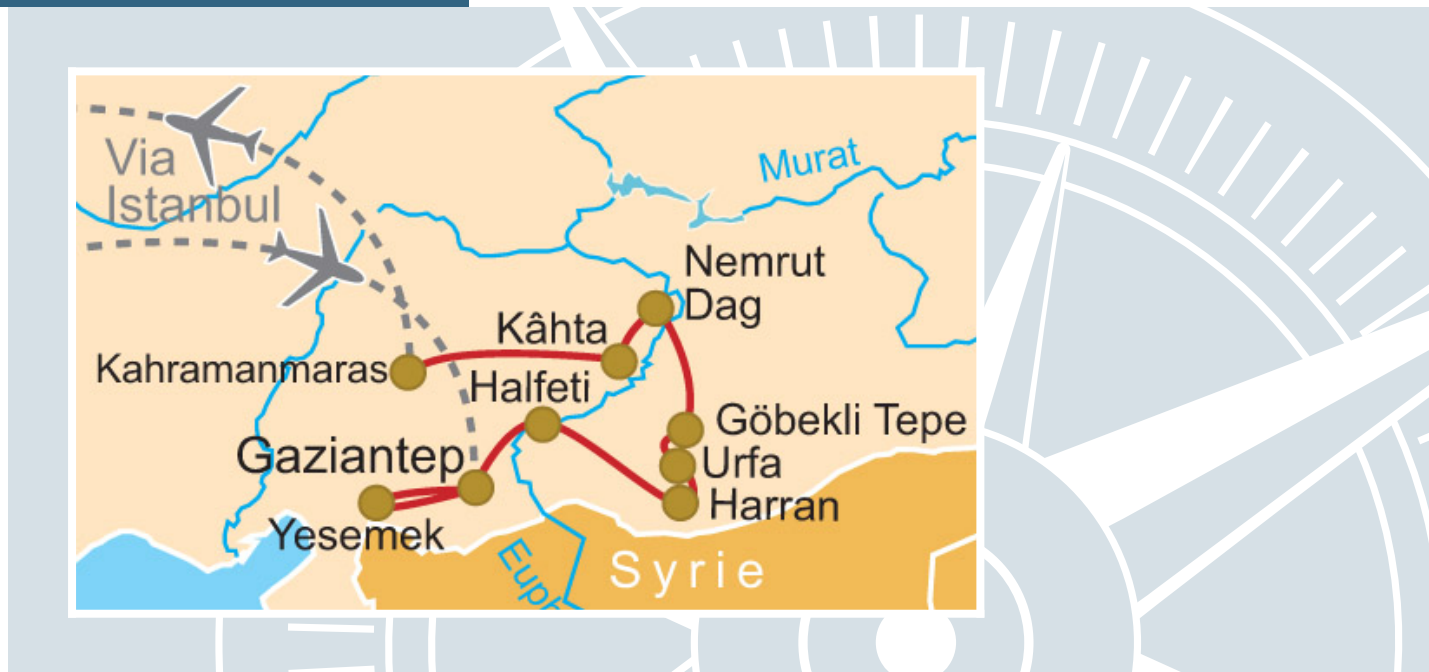 Via
Istanbul
Murat
Nemrut
Dag
Kâhta
Kahramanmaras
Halfeti
Göbekli Tepe
Gaziantep
Urfa
Harran
Yesemek
Syrie